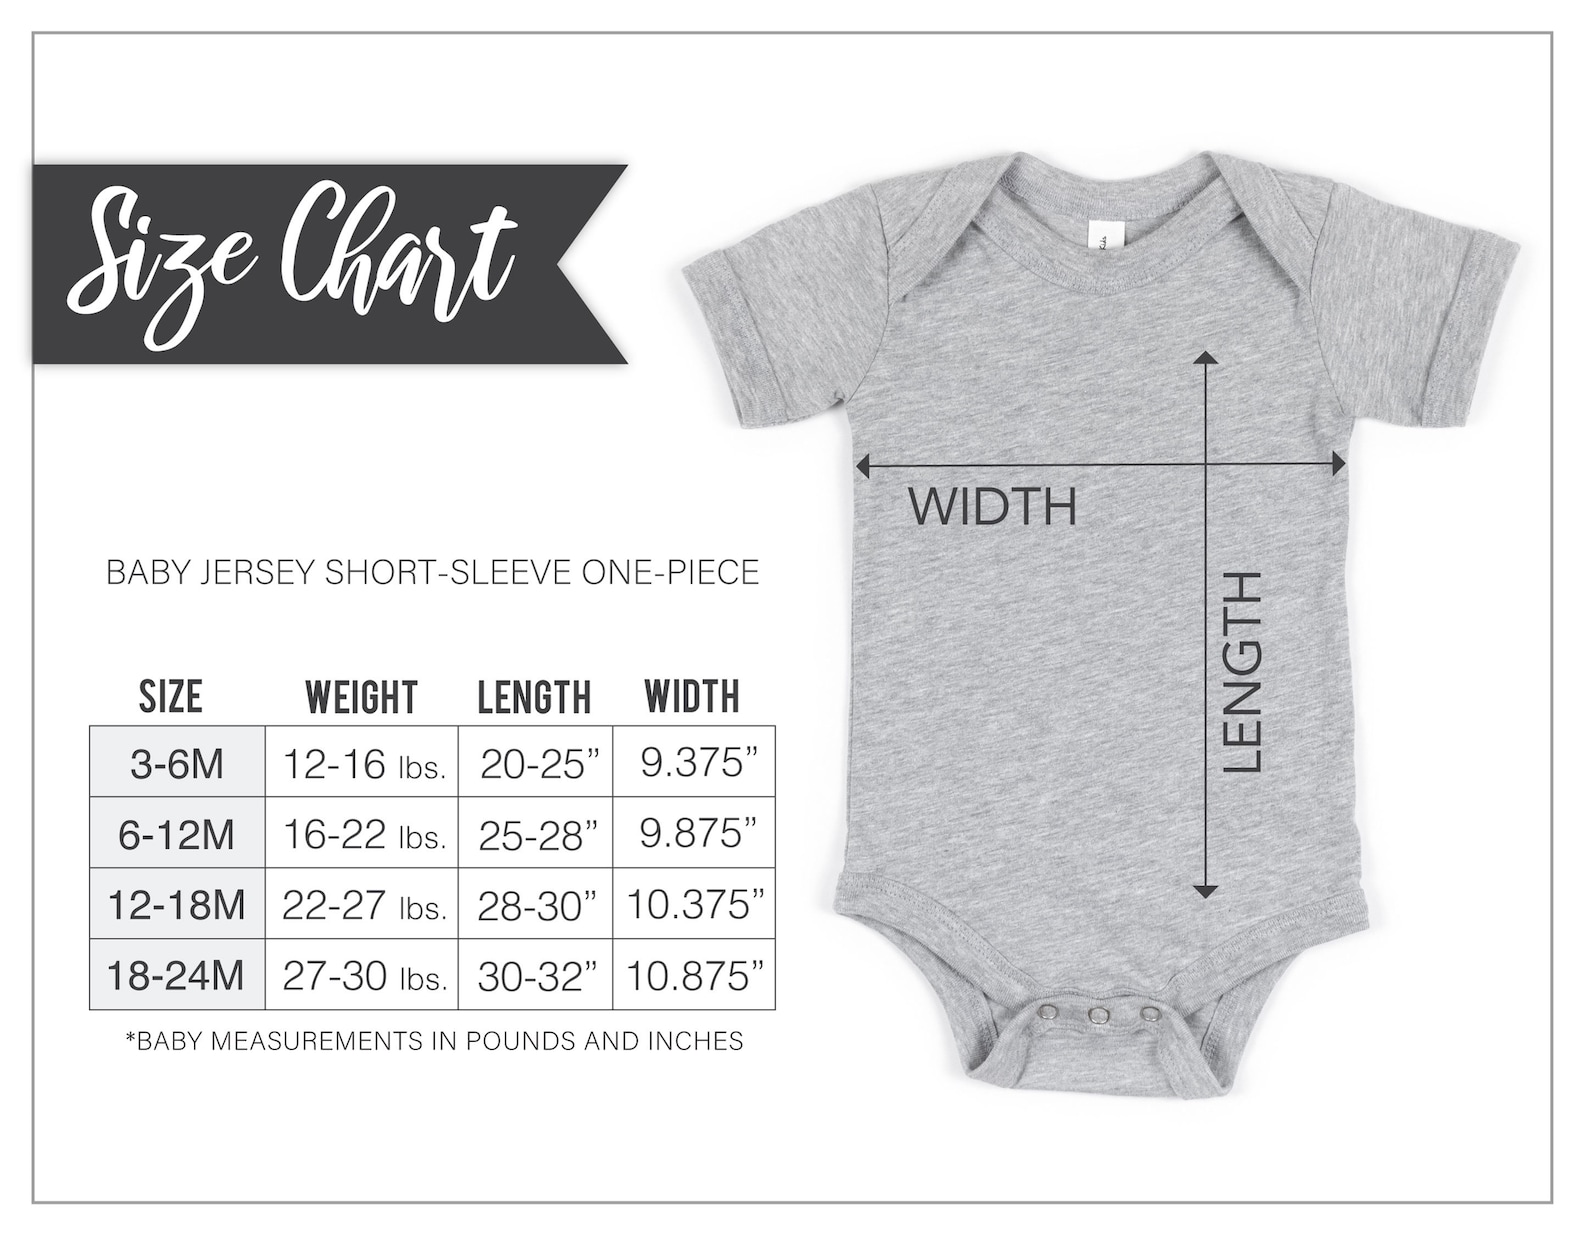 Size Chart
BABY JERSEY SHORT-SLEEVE ONE-PIECE
SIZE WEIGHT LENGTH WIDTH
3-6M 12-16 lbs. 20-25” 9.375”
6-12M 16-22 lbs. 25-28” 9.875”
12-18M 22-27 lbs. 28-30” 10.375”
18-24M 27-30 lbs. 30-32” 10.875”
*BABY MEASUREMENTS IN POUNDS AND INCHES
Kids
WIDTH
LENGTH